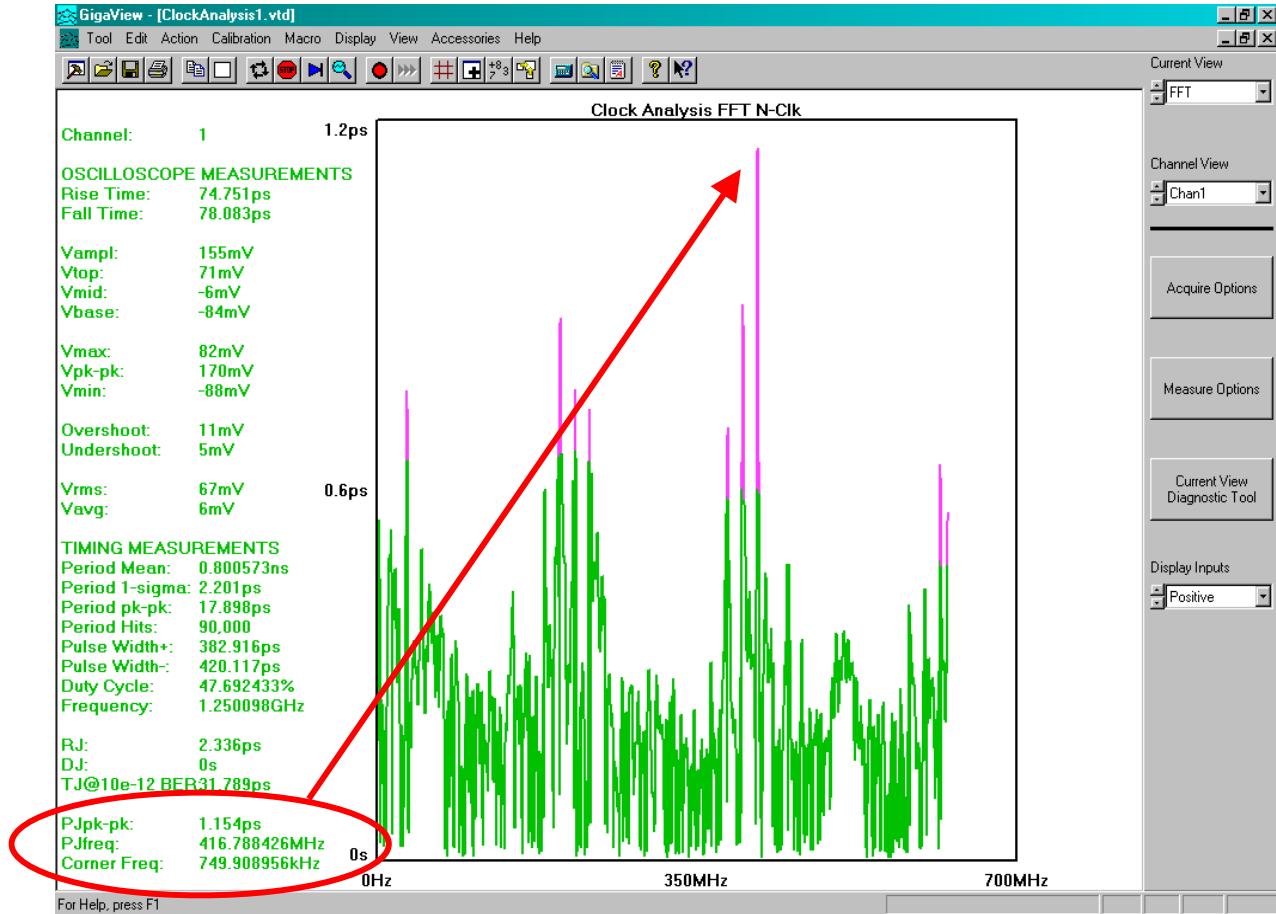 GigaView - [ClockAnalysis1.vtd]
Tool Edit Action Calibration Macro Display View Accessories Help
STOP
Clock Analysis FFT N-Clk
Channel: 1
OSCILLOSCOPE MEASUREMENTS
Rise Time: 74.751ps
Fall Time: 78.083ps
Vampl: 155mV
Vtop: 71mV
Vmid: -6mV
Vbase: -84mV
Vmax: 82mV
Vpk-pk: 170mV
Vmin: -88mV
Overshoot: 11mV
Undershoot: 5mV
Vrms: 67mV
Vavg: 6mV
TIMING MEASUREMENTS
Period Mean: 0.800573ns
Period 1-sigma: 2.201ps
Period pk-pk: 17.898ps
Period Hits: 90,000
Pulse Width+: 382.916ps
Pulse Width-: 420.117ps
Duty Cycle: 47.692433%
Frequency: 1.250098GHz
RJ: 2.336ps
DJ: 0s
TJ@10e-12 BER 31.789ps
PJpk-pk: 1.154ps
PJfreq: 416.788426MHz
Corner Freq: 749.908956kHz
1.2ps
0.6ps
0s
0Hz
350MHz
700MHz
Current View
FFT
Channel View
Chan1
Acquire Options
Measure Options
Current View
Diagnostic Tool
Display Inputs
Positive
For Help, press F1